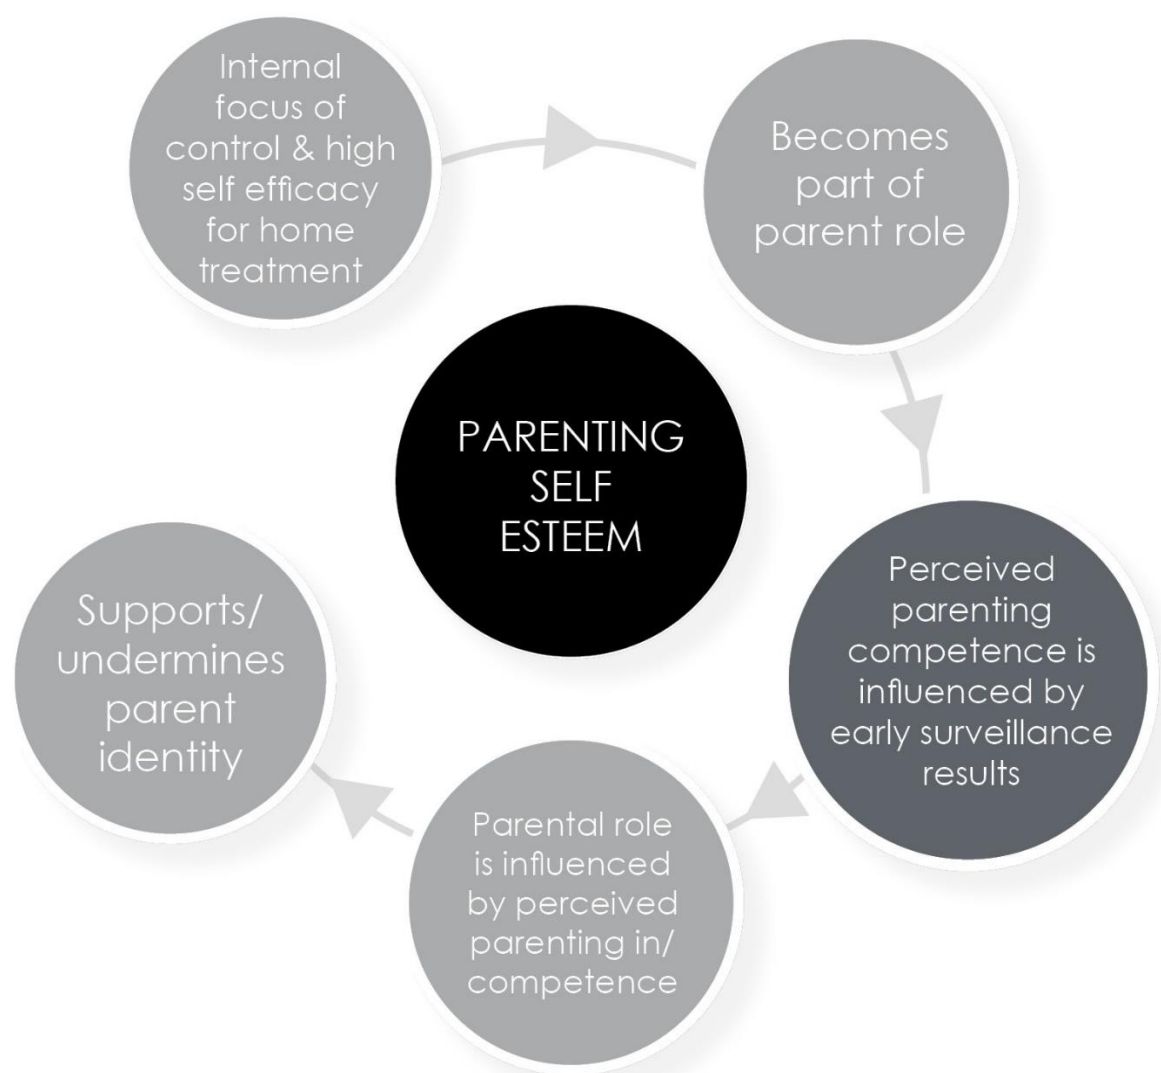 Internal
focus of
control & high
self efficacy
for home
treatment
Becomes
part of
parent role
PARENTING
SELF
ESTEEM
Perceived
parenting
competence is
influenced by
early surveillance
results
Parental role
is influenced
by perceived
parenting in/
competence
Supports/
undermines
parent
identity